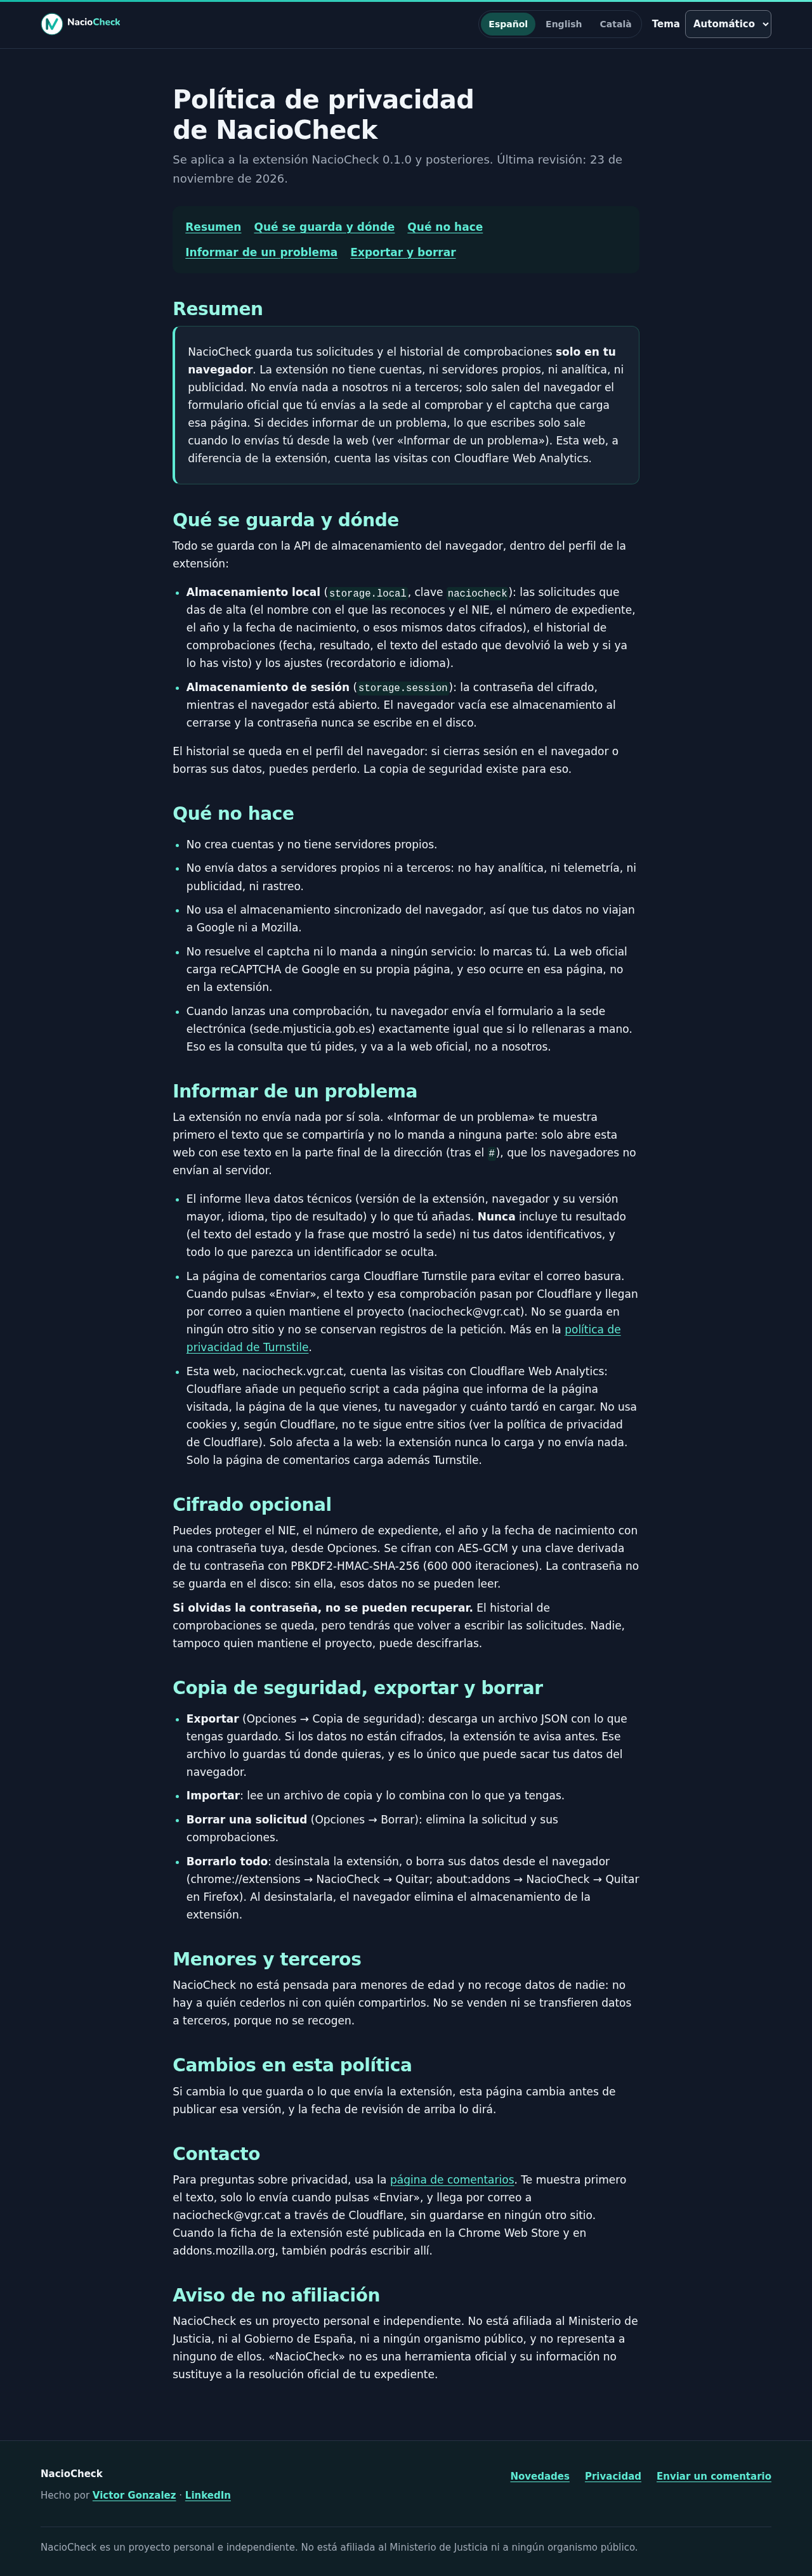 NacioCheck
Español English Català Tema Automático
Política de privacidad
de NacioCheck
Se aplica a la extensión NacioCheck 0.1.0 y posteriores. Última revisión: 23 de
noviembre de 2026.
Resumen Qué se guarda y dónde Qué no hace
Informar de un problema Exportar y borrar
Resumen
NacioCheck guarda tus solicitudes y el historial de comprobaciones solo en tu
navegador. La extensión no tiene cuentas, ni servidores propios, ni analítica, ni
publicidad. No envía nada a nosotros ni a terceros; solo salen del navegador el
formulario oficial que tú envías a la sede al comprobar y el captcha que carga
esa página. Si decides informar de un problema, lo que escribes solo sale
cuando lo envías tú desde la web (ver «Informar de un problema»). Esta web, a
diferencia de la extensión, cuenta las visitas con Cloudflare Web Analytics.
Qué se guarda y dónde
Todo se guarda con la API de almacenamiento del navegador, dentro del perfil de la
extensión:
• Almacenamiento local (storage.local, clave naciocheck): las solicitudes que
das de alta (el nombre con el que las reconoces y el NIE, el número de expediente,
el año y la fecha de nacimiento, o esos mismos datos cifrados), el historial de
comprobaciones (fecha, resultado, el texto del estado que devolvió la web y si ya
lo has visto) y los ajustes (recordatorio e idioma).
• Almacenamiento de sesión (storage.session): la contraseña del cifrado,
mientras el navegador está abierto. El navegador vacía ese almacenamiento al
cerrarse y la contraseña nunca se escribe en el disco.
El historial se queda en el perfil del navegador: si cierras sesión en el navegador o
borras sus datos, puedes perderlo. La copia de seguridad existe para eso.
Qué no hace
• No crea cuentas y no tiene servidores propios.
• No envía datos a servidores propios ni a terceros: no hay analítica, ni telemetría, ni
publicidad, ni rastreo.
• No usa el almacenamiento sincronizado del navegador, así que tus datos no viajan
a Google ni a Mozilla.
• No resuelve el captcha ni lo manda a ningún servicio: lo marcas tú. La web oficial
carga reCAPTCHA de Google en su propia página, y eso ocurre en esa página, no
en la extensión.
• Cuando lanzas una comprobación, tu navegador envía el formulario a la sede
electrónica (sede.mjusticia.gob.es) exactamente igual que si lo rellenaras a mano.
Eso es la consulta que tú pides, y va a la web oficial, no a nosotros.
Informar de un problema
La extensión no envía nada por sí sola. «Informar de un problema» te muestra
primero el texto que se compartiría y no lo manda a ninguna parte: solo abre esta
web con ese texto en la parte final de la dirección (tras el #), que los navegadores no
envían al servidor.
• El informe lleva datos técnicos (versión de la extensión, navegador y su versión
mayor, idioma, tipo de resultado) y lo que tú añadas. Nunca incluye tu resultado
(el texto del estado y la frase que mostró la sede) ni tus datos identificativos, y
todo lo que parezca un identificador se oculta.
• La página de comentarios carga Cloudflare Turnstile para evitar el correo basura.
Cuando pulsas «Enviar», el texto y esa comprobación pasan por Cloudflare y llegan
por correo a quien mantiene el proyecto (naciocheck@vgr.cat). No se guarda en
ningún otro sitio y no se conservan registros de la petición. Más en la política de
privacidad de Turnstile.
• Esta web, naciocheck.vgr.cat, cuenta las visitas con Cloudflare Web Analytics:
Cloudflare añade un pequeño script a cada página que informa de la página
visitada, la página de la que vienes, tu navegador y cuánto tardó en cargar. No usa
cookies y, según Cloudflare, no te sigue entre sitios (ver la política de privacidad
de Cloudflare). Solo afecta a la web: la extensión nunca lo carga y no envía nada.
Solo la página de comentarios carga además Turnstile.
Cifrado opcional
Puedes proteger el NIE, el número de expediente, el año y la fecha de nacimiento con
una contraseña tuya, desde Opciones. Se cifran con AES-GCM y una clave derivada
de tu contraseña con PBKDF2-HMAC-SHA-256 (600 000 iteraciones). La contraseña no
se guarda en el disco: sin ella, esos datos no se pueden leer.
Si olvidas la contraseña, no se pueden recuperar. El historial de
comprobaciones se queda, pero tendrás que volver a escribir las solicitudes. Nadie,
tampoco quien mantiene el proyecto, puede descifrarlas.
Copia de seguridad, exportar y borrar
• Exportar (Opciones → Copia de seguridad): descarga un archivo JSON con lo que
tengas guardado. Si los datos no están cifrados, la extensión te avisa antes. Ese
archivo lo guardas tú donde quieras, y es lo único que puede sacar tus datos del
navegador.
• Importar: lee un archivo de copia y lo combina con lo que ya tengas.
• Borrar una solicitud (Opciones → Borrar): elimina la solicitud y sus
comprobaciones.
• Borrarlo todo: desinstala la extensión, o borra sus datos desde el navegador
(chrome://extensions → NacioCheck → Quitar; about:addons → NacioCheck → Quitar
en Firefox). Al desinstalarla, el navegador elimina el almacenamiento de la
extensión.
Menores y terceros
NacioCheck no está pensada para menores de edad y no recoge datos de nadie: no
hay a quién cederlos ni con quién compartirlos. No se venden ni se transfieren datos
a terceros, porque no se recogen.
Cambios en esta política
Si cambia lo que guarda o lo que envía la extensión, esta página cambia antes de
publicar esa versión, y la fecha de revisión de arriba lo dirá.
Contacto
Para preguntas sobre privacidad, usa la página de comentarios. Te muestra primero
el texto, solo lo envía cuando pulsas «Enviar», y llega por correo a
naciocheck@vgr.cat a través de Cloudflare, sin guardarse en ningún otro sitio.
Cuando la ficha de la extensión esté publicada en la Chrome Web Store y en
addons.mozilla.org, también podrás escribir allí.
Aviso de no afiliación
NacioCheck es un proyecto personal e independiente. No está afiliada al Ministerio de
Justicia, ni al Gobierno de España, ni a ningún organismo público, y no representa a
ninguno de ellos. «NacioCheck» no es una herramienta oficial y su información no
sustituye a la resolución oficial de tu expediente.
NacioCheck
Hecho por Victor Gonzalez · LinkedIn
Novedades Privacidad Enviar un comentario
NacioCheck es un proyecto personal e independiente. No está afiliada al Ministerio de Justicia ni a ningún organismo público.